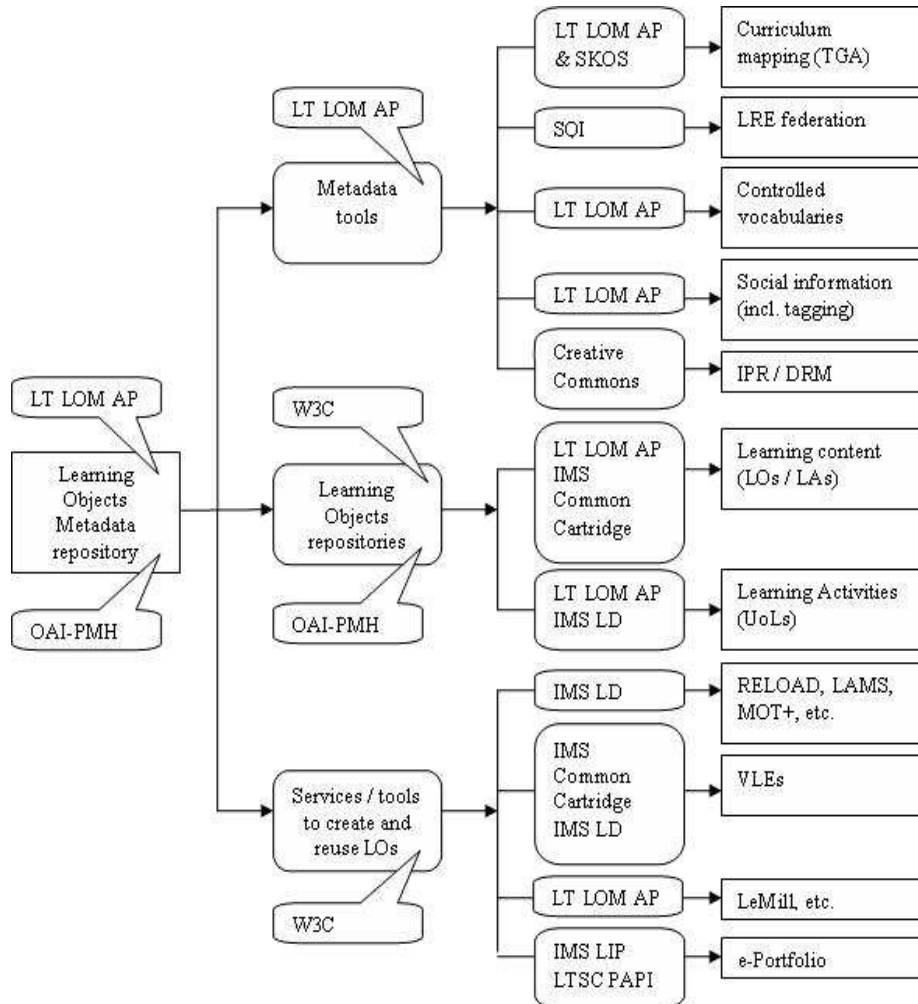 LT LOM AP
& SKOS
Curriculum
mapping (TGA)
LT LOM AP
SQI
LRE federation
Metadata
tools
LT LOM AP
Controlled
vocabularies
LT LOM AP
Social information
(incl. tagging)
Creative
Commons
IPR / DRM
LT LOM AP
W3C
Learning
Objects
Metadata
repository
Learning
Objects
repositories
LT LOM AP
IMS
Common
Cartridge
Learning content
(LOs / LAs)
OAI-PMH
OAI-PMH
LT LOM AP
IMS LD
Learning Activities
(UoLs)
IMS LD
RELOAD, LAMS,
MOT+, etc.
Services / tools
to create and
reuse LOs
IMS
Common
Cartridge
IMS LD
VLEs
W3C
LT LOM AP
LeMill, etc.
IMS LIP
LTSC PAPI
e-Portfolio